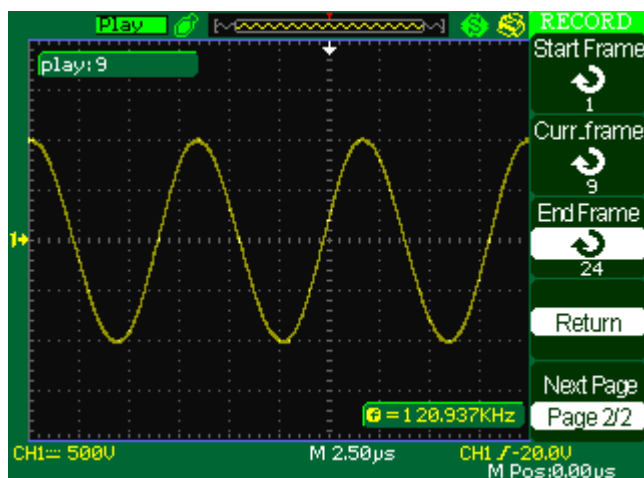 Play RECORD
play:9
Start Frame
1
Curr_frame
9
End Frame
24
Return
Next Page
Page 2/2
f=120.937KHz
CH1 500V M 2.50µs CH1 -20.0V
M Pos:0.00µs
1